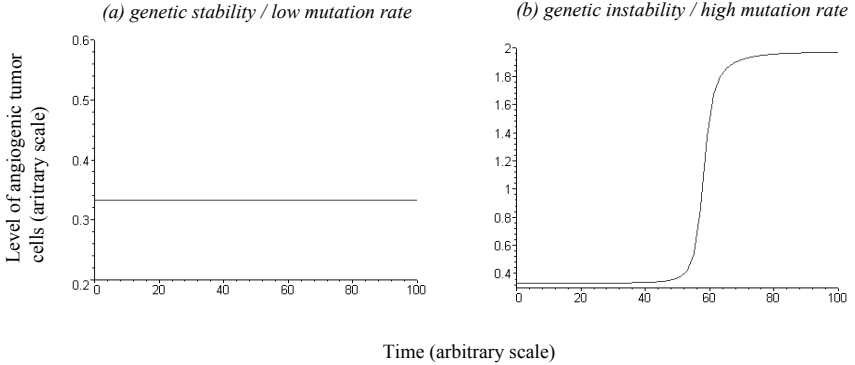 (a) genetic stability / low mutation rate
(b) genetic instability / high mutation rate
Level of angiogenic tumor
cells (aritrary scale)
0.6
0.5
0.4
0.3
0.2
0 20 40 60 80 100
2
1.8
1.6
1.4
1.2
1
0.8
0.6
0.4
0 20 40 60 80 100
Time (arbitrary scale)